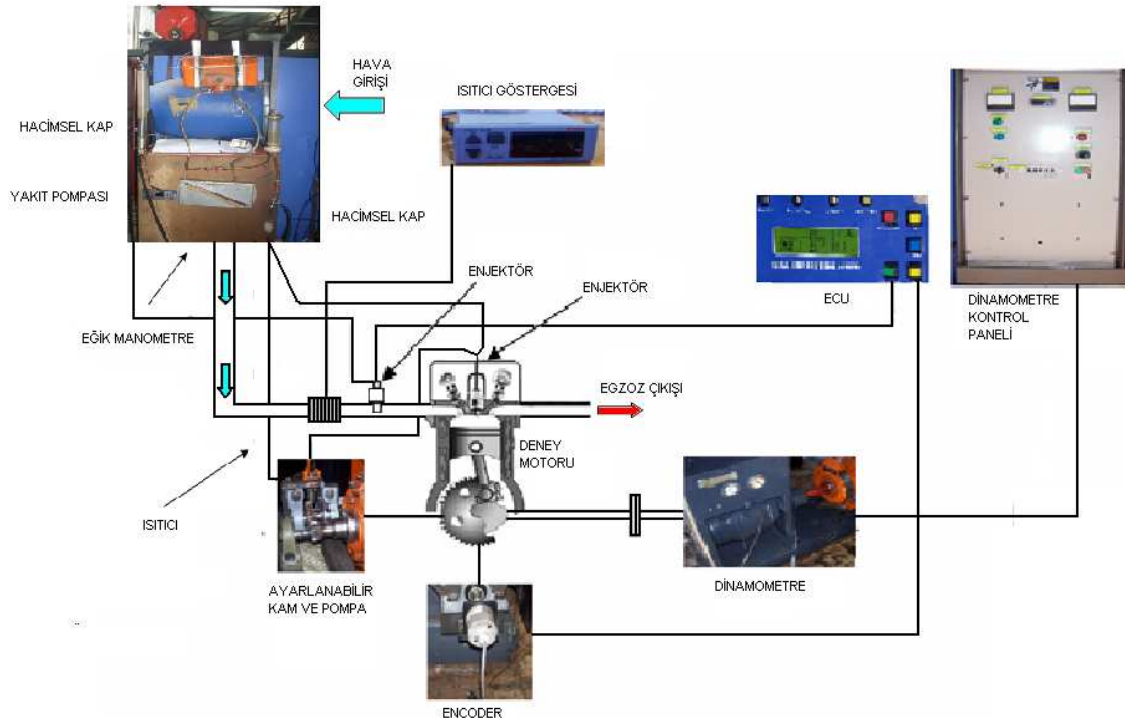 HAVA
GİRİŞİ
ISITICI GÖSTERGESİ
HACİMSEL KAP
YAKIT POMPASI
HACİMSEL KAP
ENJEKTÖR
ENJEKTÖR
ECU
DİNAMOMETRE
KONTROL
PANELİ
EĞİK MANOMETRE
EGZOZ ÇIKIŞI
DENEY
MOTORU
ISITICI
AYARLANABİLİR
KAM VE POMPA
DİNAMOMETRE
ENCODER